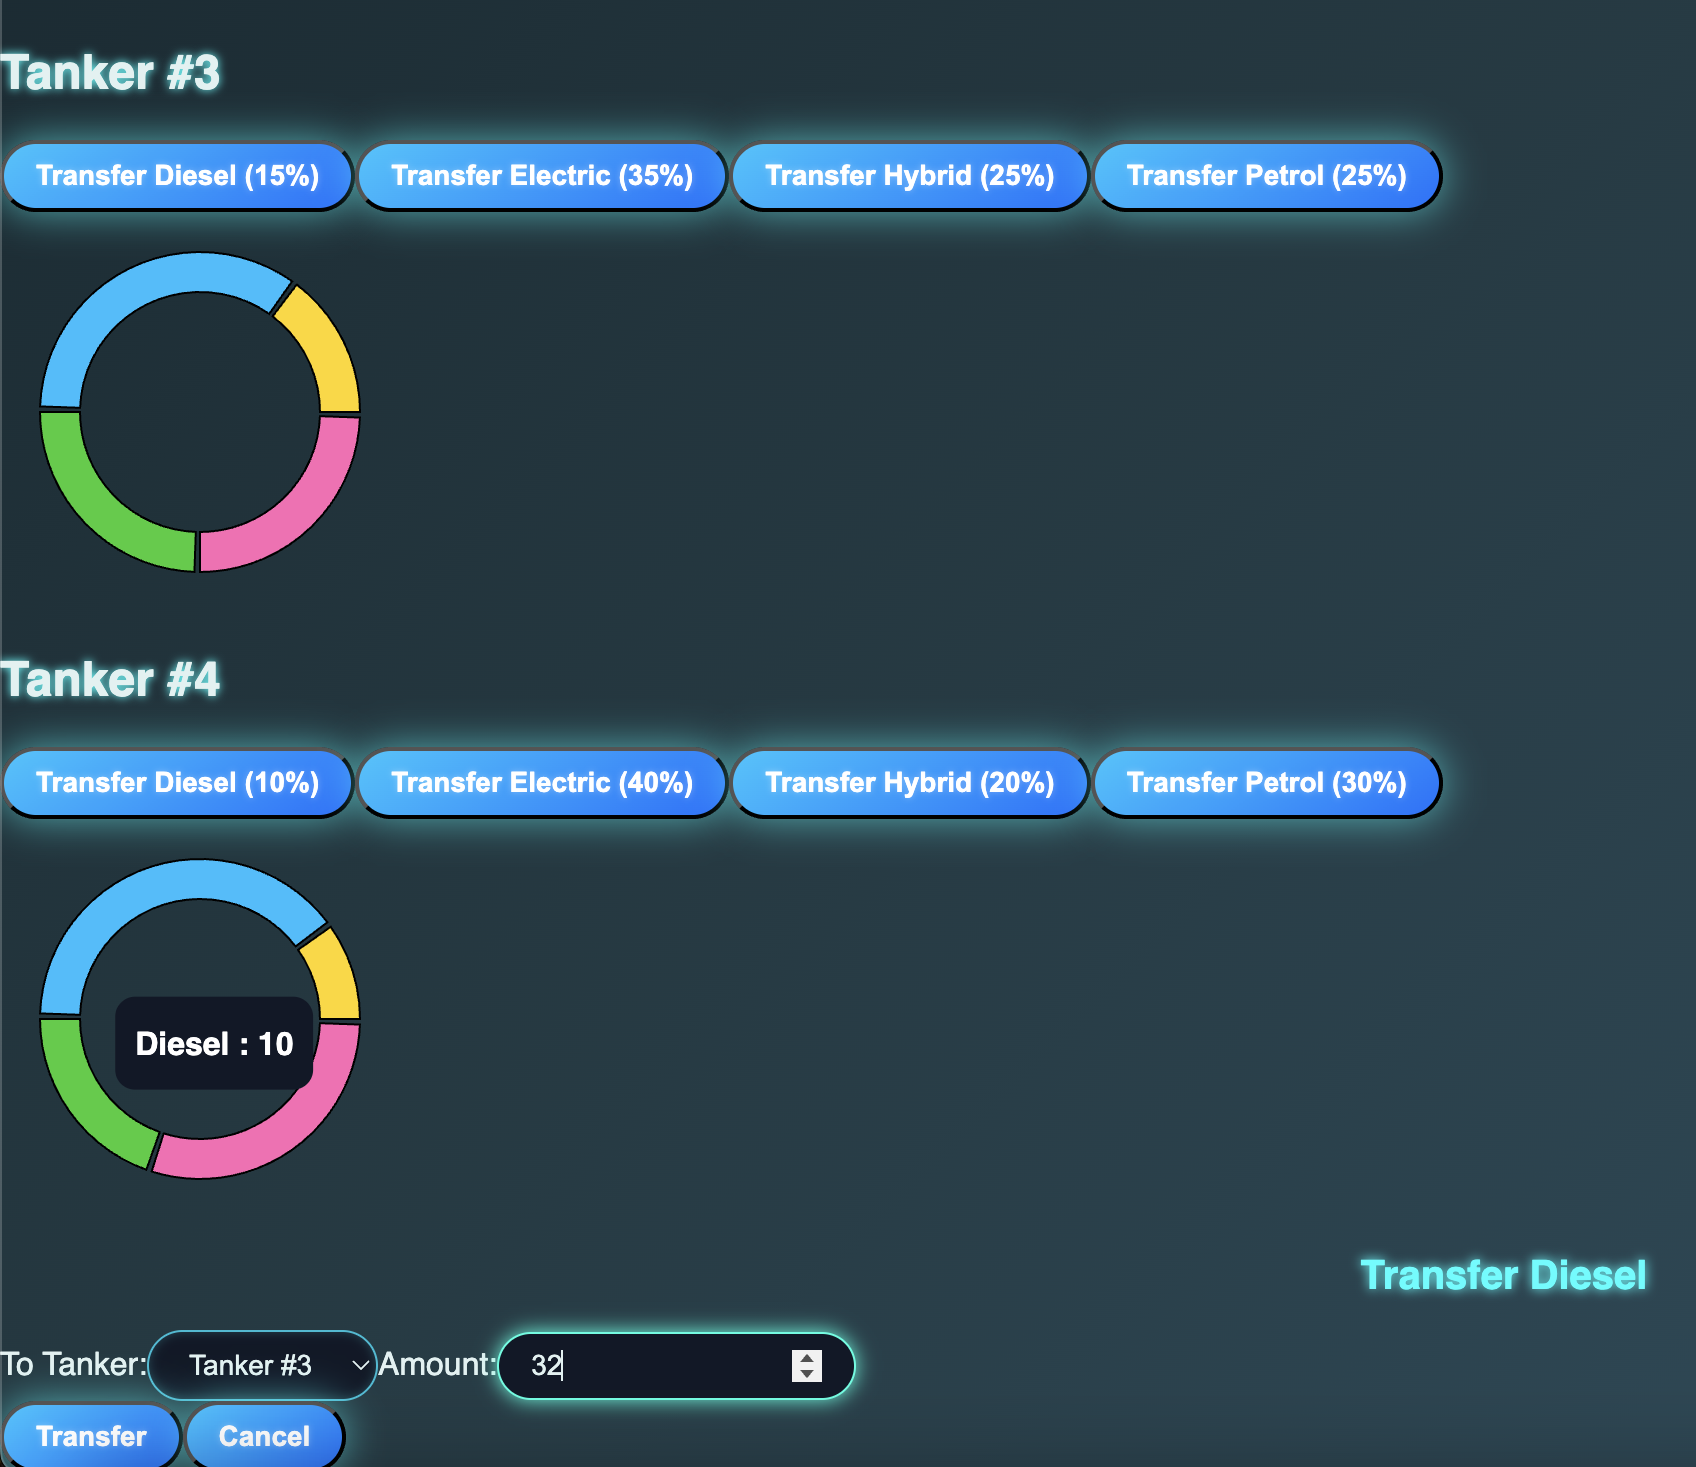 Tanker #3
Transfer Diesel (15%) Transfer Electric (35%) Transfer Hybrid (25%) Transfer Petrol (25%)
Tanker #4
Transfer Diesel (10%) Transfer Electric (40%) Transfer Hybrid (20%) Transfer Petrol (30%)
Diesel : 10
Transfer Diesel
To Tanker: Tanker #3 Amount: 32
Transfer Cancel